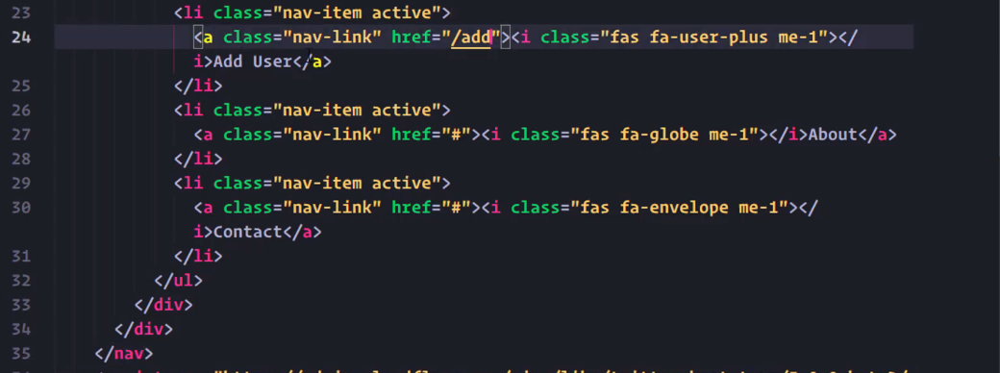 23 <li class="nav-item active">
24 <a class="nav-link" href="/add"><i class="fas fa-user-plus me-1"></
i>Add User</a>
25 </li>
26 <li class="nav-item active">
27 <a class="nav-link" href="#"><i class="fas fa-globe me-1"></i>About</a>
28 </li>
29 <li class="nav-item active">
30 <a class="nav-link" href="#"><i class="fas fa-envelope me-1"></
i>Contact</a>
31 </li>
32 </ul>
33 </div>
34 </div>
35 </nav>